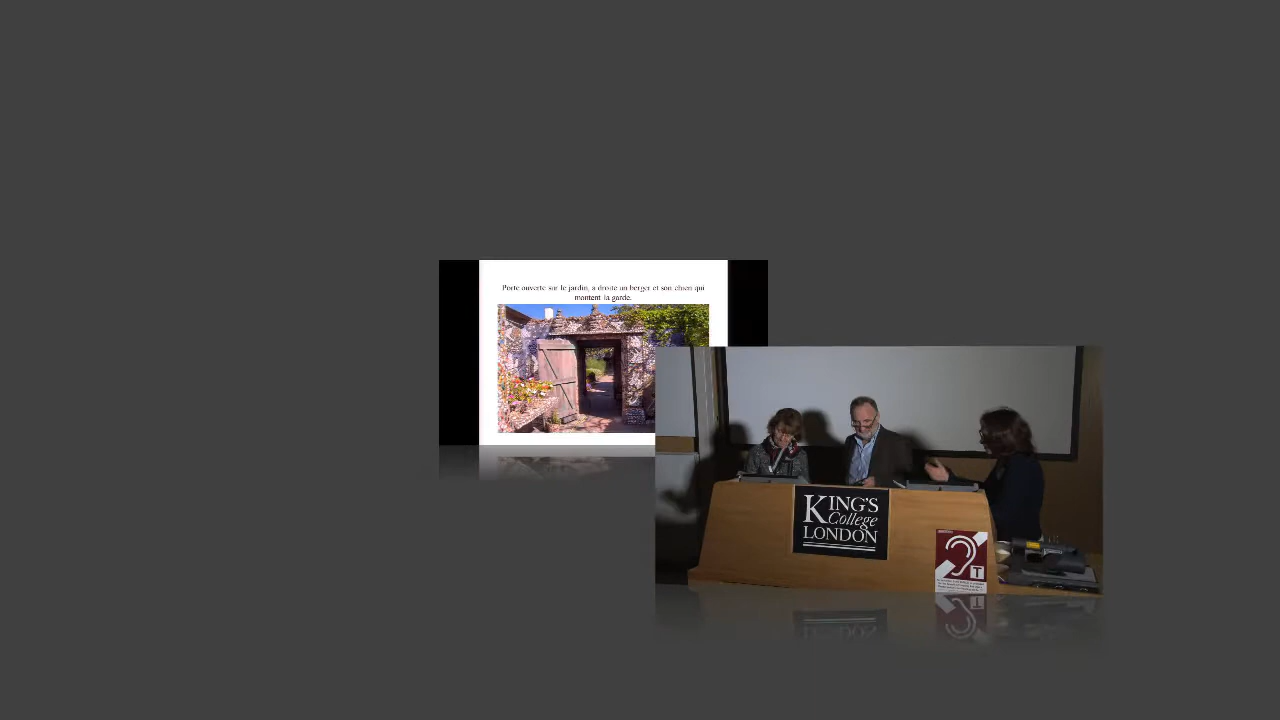 Porte ouverte sur le jardin, a droite un berger et son chien qui
montent la garde.
KING'S
College
LONDON
T